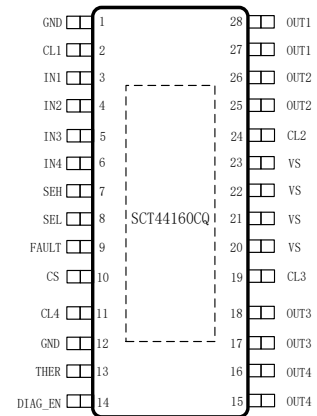 GND 1 28 OUT1
CL1 2 27 OUT1
IN1 3 26 OUT2
IN2 4 25 OUT2
IN3 5 24 CL2
IN4 6 23 VS
SEH 7 22 VS
SEL 8 SCT44160CQ 21 VS
FAULT 9 20 VS
CS 10 19 CL3
CL4 11 18 OUT3
GND 12 17 OUT3
THER 13 16 OUT4
DIAG_EN 14 15 OUT4